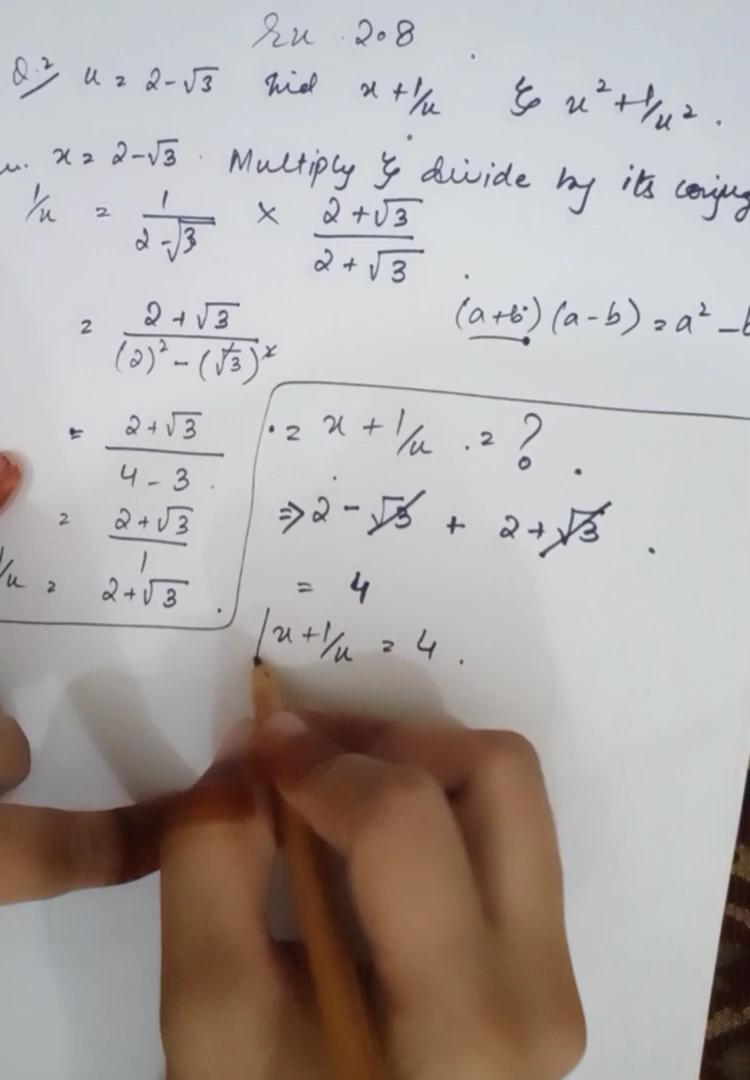 Ex 2.8
Q.2 x = 2-√3 Find x + 1/x & x² + 1/x².
x = 2-√3. Multiply & divide by its conjug
1/x = 1/(2-√3) × (2+√3)/(2+√3)
= (2+√3)/((2)² - (√3)²)
(a+b)(a-b) = a² -
= (2+√3)/(4-3)
= (2+√3)/1
1/x = 2+√3.
= x + 1/x = ?
⇒ 2 - √3 + 2 + √3
= 4
x + 1/x = 4.